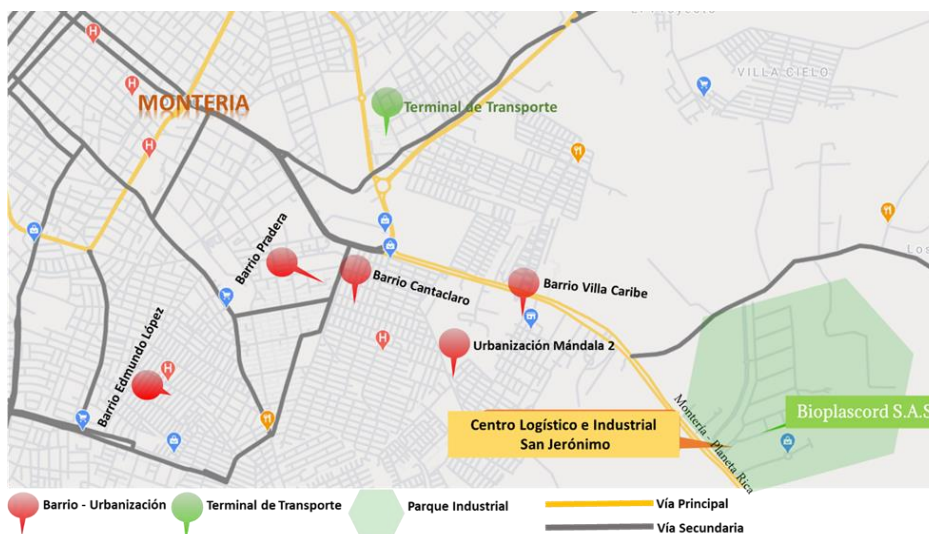 VILLA CIELO
MONTERIA
Terminal de Transporte
Barrio Pradera
Barrio Cantaclaro
Barrio Villa Caribe
Urbanización Mándala 2
Barrio Edmundo López
Los
Montería - Planeta Rica
Centro Logístico e Industrial
San Jerónimo
Bioplascord S.A.S
Barrio - Urbanización
Terminal de Transporte
Parque Industrial
Vía Principal
Vía Secundaria